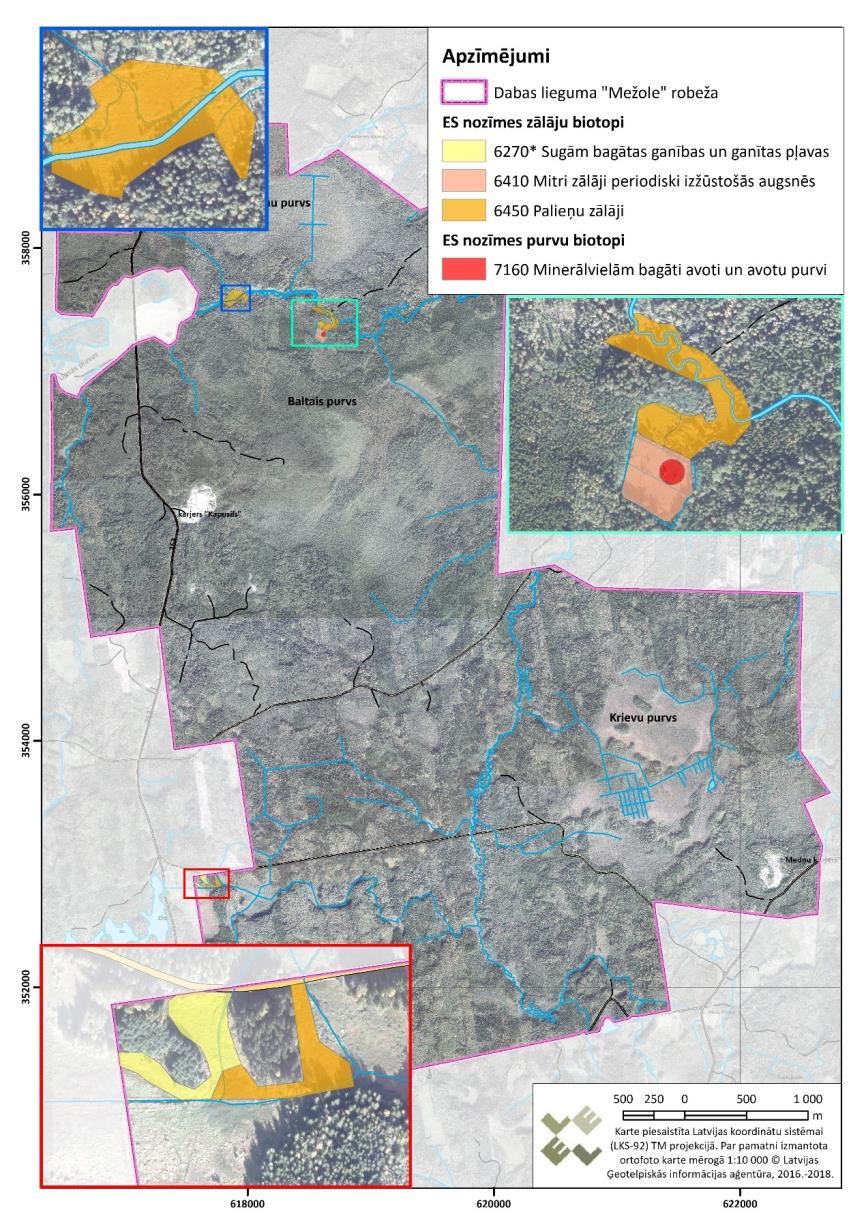 Apzīmējumi
Dabas lieguma "Mežole" robeža
ES nozīmes zālāju biotopi
6270* Sugām bagātas ganības un ganītas pļavas
6410 Mitri zālāji periodiski izžūstošās augsnēs
6450 Palieņu zālāji
ES nozīmes purvu biotopi
7160 Minerālvielām bagāti avoti un avotu purvi
purvs
358000
Baltais purvs
356000
karjers "Kapusils"
354000
Krievu purvs
352000
500 250 0 500 1 000
m
Karte piesaistīta Latvijas koordinātu sistēmai
(LKS-92) TM projekcijā. Par pamatni izmantota
ortofoto karte mērogā 1:10 000 © Latvijas
Ģeotelpiskās informācijas aģentūra, 2016.-2018.
618000 620000 622000